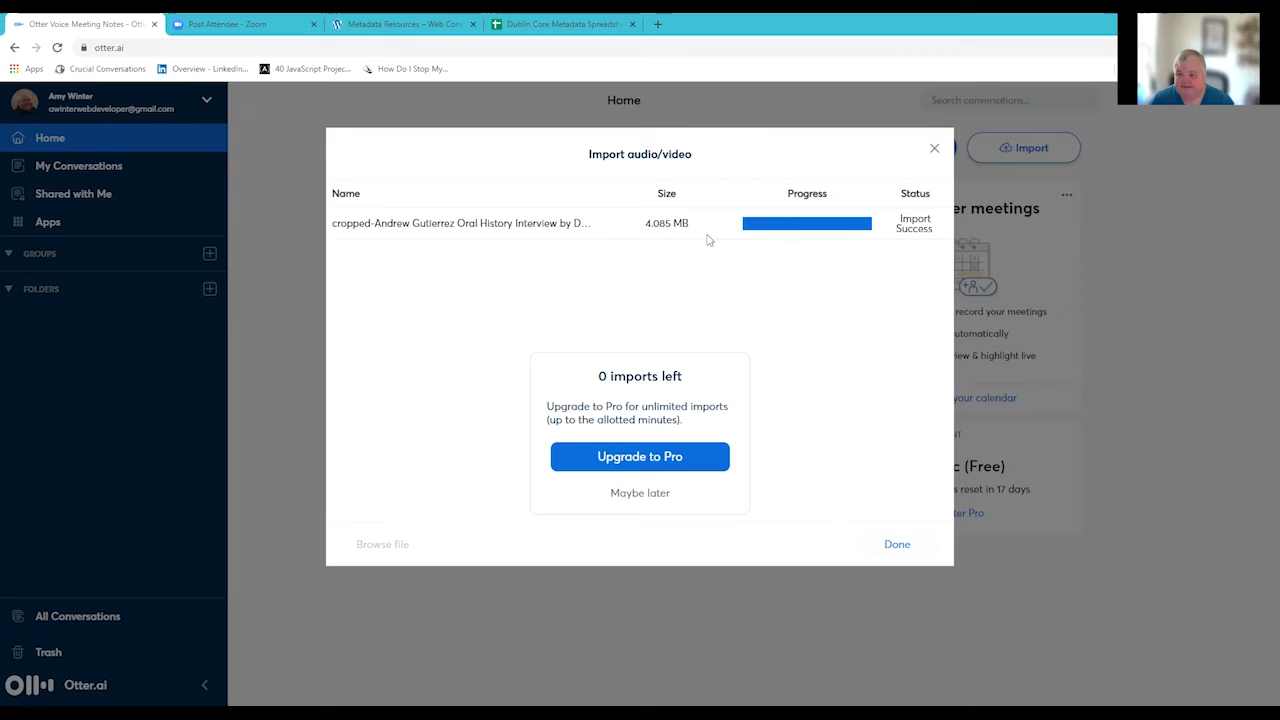 Otter Voice Meeting Notes - Ott
Post Attendee - Zoom
Metadata Resources – Web Con
Dublin Core Metadata Spreadsh
otter.ai
Apps
Crucial Conversations
Overview - LinkedIn...
40 JavaScript Projec...
How Do I Stop My...
Amy Winter
awinterwebdeveloper@gmail.com
Home
Search conversations...
Home
My Conversations
Shared with Me
Apps
GROUPS
FOLDERS
All Conversations
Trash
Otter.ai
Import
Import audio/video
Name
Size
Progress
Status
cropped-Andrew Gutierrez Oral History Interview by D...
4.085 MB
Import
Success
0 imports left
Upgrade to Pro for unlimited imports
(up to the allotted minutes).
Upgrade to Pro
Maybe later
Browse file
Done
er meetings
record your meetings
utomatically
iew & highlight live
your calendar
NT
c (Free)
s reset in 17 days
ter Pro